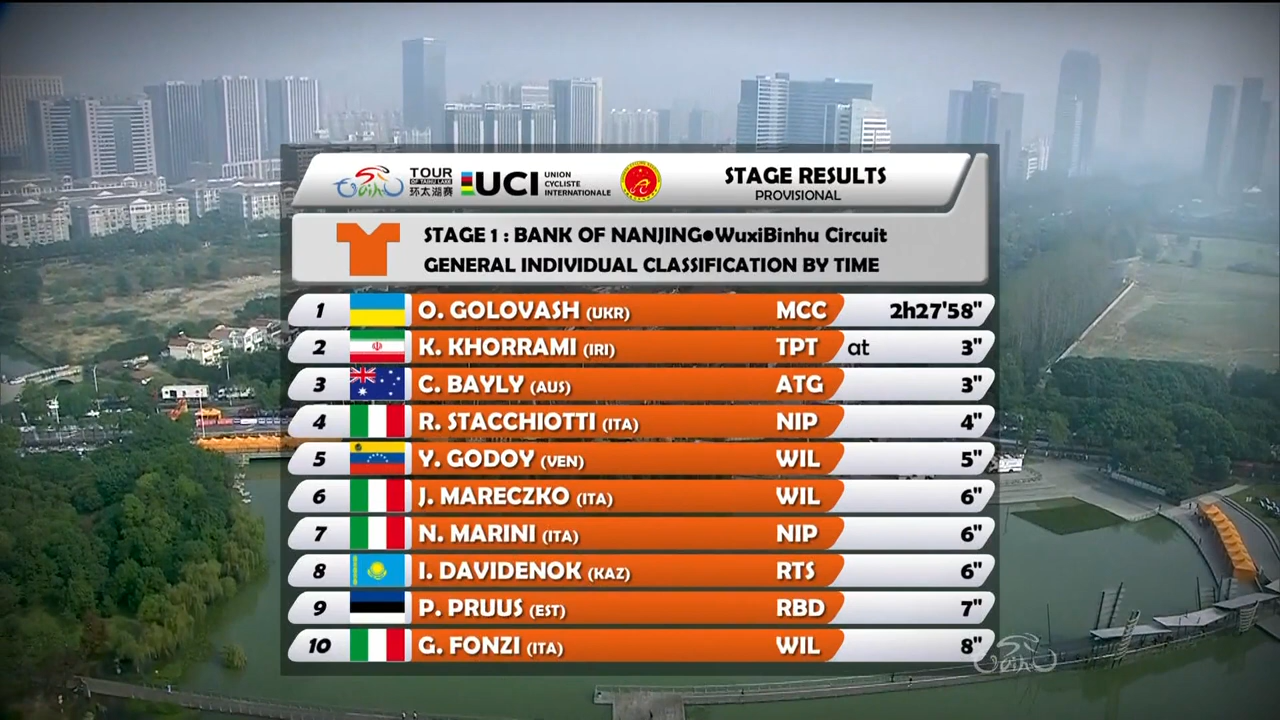 TOUR
OF TAIHU LAKE
环太湖赛
UCI
UNION
CYCLISTE
INTERNATIONALE
STAGE RESULTS
PROVISIONAL
STAGE 1 : BANK OF NANJING●WuxiBinhu Circuit
GENERAL INDIVIDUAL CLASSIFICATION BY TIME
1 O. GOLOVASH (UKR) MCC 2h27'58"
2 K. KHORRAMI (IRI) TPT at 3"
3 C. BAYLY (AUS) ATG 3"
4 R. STACCHIOTTI (ITA) NIP 4"
5 Y. GODOY (VEN) WIL 5"
6 J. MARECZKO (ITA) WIL 6"
7 N. MARINI (ITA) NIP 6"
8 I. DAVIDENOK (KAZ) RTS 6"
9 P. PRUUS (EST) RBD 7"
10 G. FONZI (ITA) WIL 8"